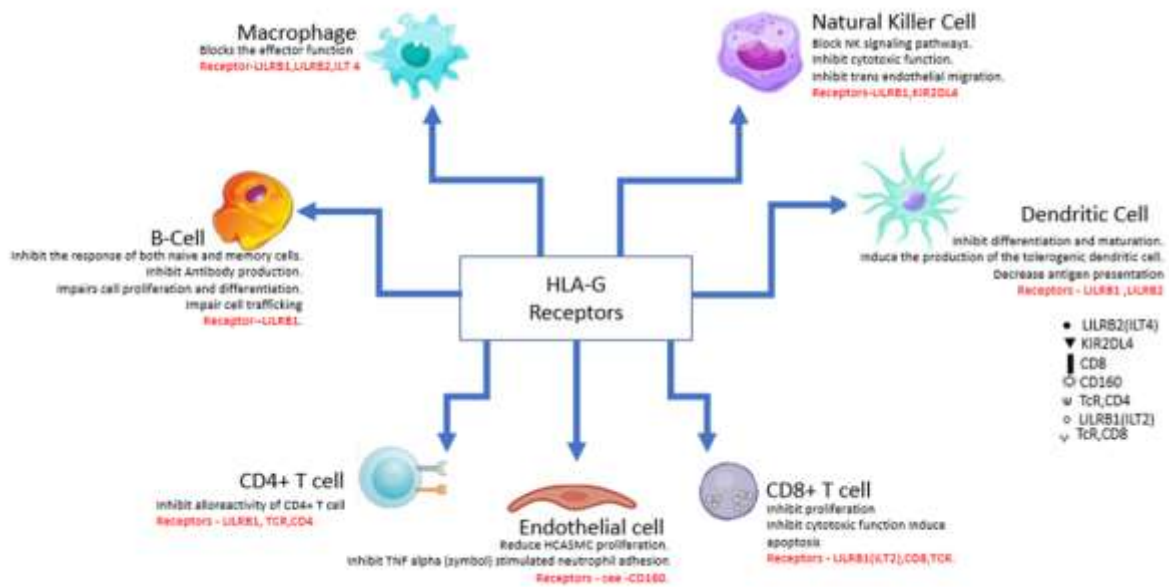 Macrophage
Blocks the effector function
Receptor-LILRB1,LILRB2,ILT 4
Natural Killer Cell
Block NK signaling pathways.
Inhibit cytotoxic function.
Inhibit trans endothelial migration.
Receptors-LILRB1,KIR2DL4
B-Cell
Inhibit the response of both naive and memory cells.
Inhibit Antibody production.
Impairs cell proliferation and differentiation.
Impair cell trafficking
Receptor--LILRB1.
HLA-G
Receptors
Dendritic Cell
Inhibit differentiation and maturation.
Induce the production of the tolerogenic dendritic cell.
Decrease antigen presentation
Receptors - LILRB1 ,LILRB2
LILRB2(ILT4)
KIR2DL4
CD8
CD160
TcR,CD4
LILRB1(ILT2)
TcR,CD8
CD4+ T cell
Inhibit alloreactivity of CD4+ T cell
Receptors - LILRB1, TCR,CD4
Endothelial cell
Reduce HCASMC proliferation.
Inhibit TNF alpha (symbol) stimulated neutrophil adhesion
Receptors - -CD160.
CD8+ T cell
Inhibit proliferation
Inhibit cytotoxic function Induce
apoptosis
Receptors - LILRB1(ILT2),CD8,TCR.